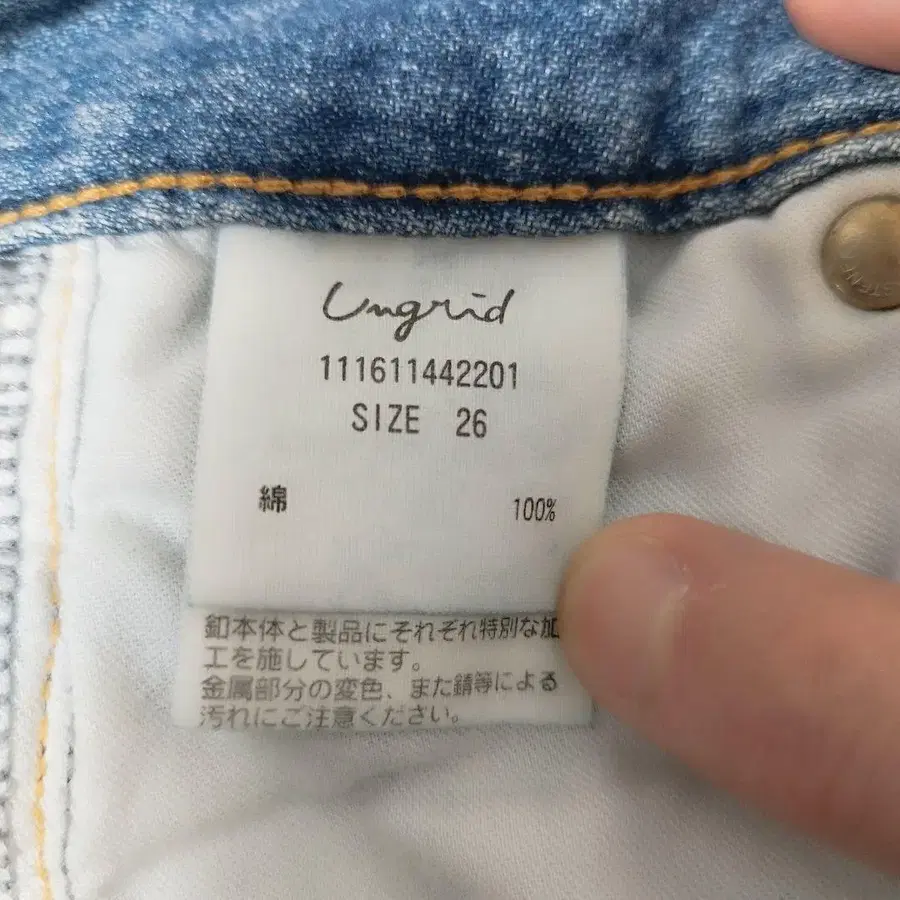 Ungrid
111611442201
SIZE 26
綿 100%
釦本体と製品にそれぞれ特別な加
工を施しています。
金属部分の変色、また錆等による
汚れにご注意ください。